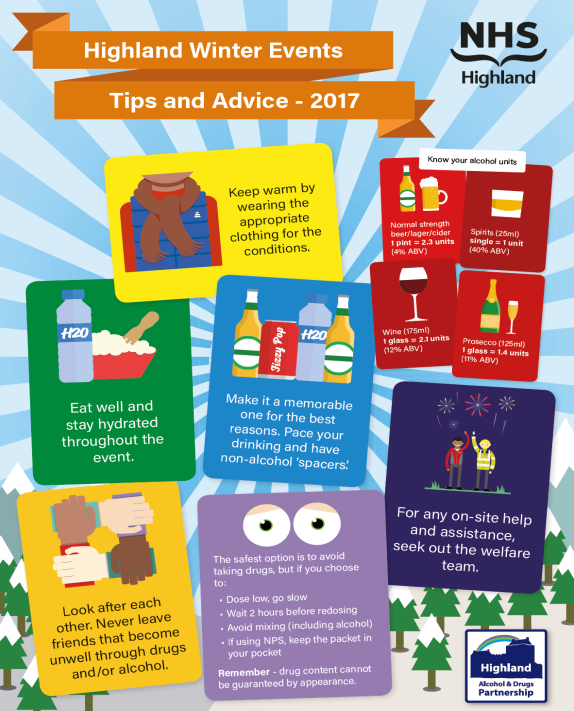 Highland Winter Events
Tips and Advice - 2017
NHS
Highland
Keep warm by
wearing the
appropriate
clothing for the
conditions.
Know your alcohol units
Normal strength
beer/lager/cider
1 pint = 2.3 units
(4% ABV)
Spirits (25ml)
single = 1 unit
(40% ABV)
Wine (175ml)
1 glass = 2.1 units
(12% ABV)
Prosecco (125ml)
1 glass = 1.4 units
(11% ABV)
H20
Eat well and
stay hydrated
throughout the
event.
Fizzy Pop
H20
Make it a memorable
one for the best
reasons. Pace your
drinking and have
non-alcohol 'spacers'.
For any on-site help
and assistance,
seek out the welfare
team.
Look after each
other. Never leave
friends that become
unwell through drugs
and/or alcohol.
The safest option is to avoid
taking drugs, but if you choose
to:
• Dose low, go slow
• Wait 2 hours before redosing
• Avoid mixing (including alcohol)
• If using NPS, keep the packet in
your pocket
Remember - drug content cannot
be guaranteed by appearance.
Highland
Alcohol & Drugs
Partnership